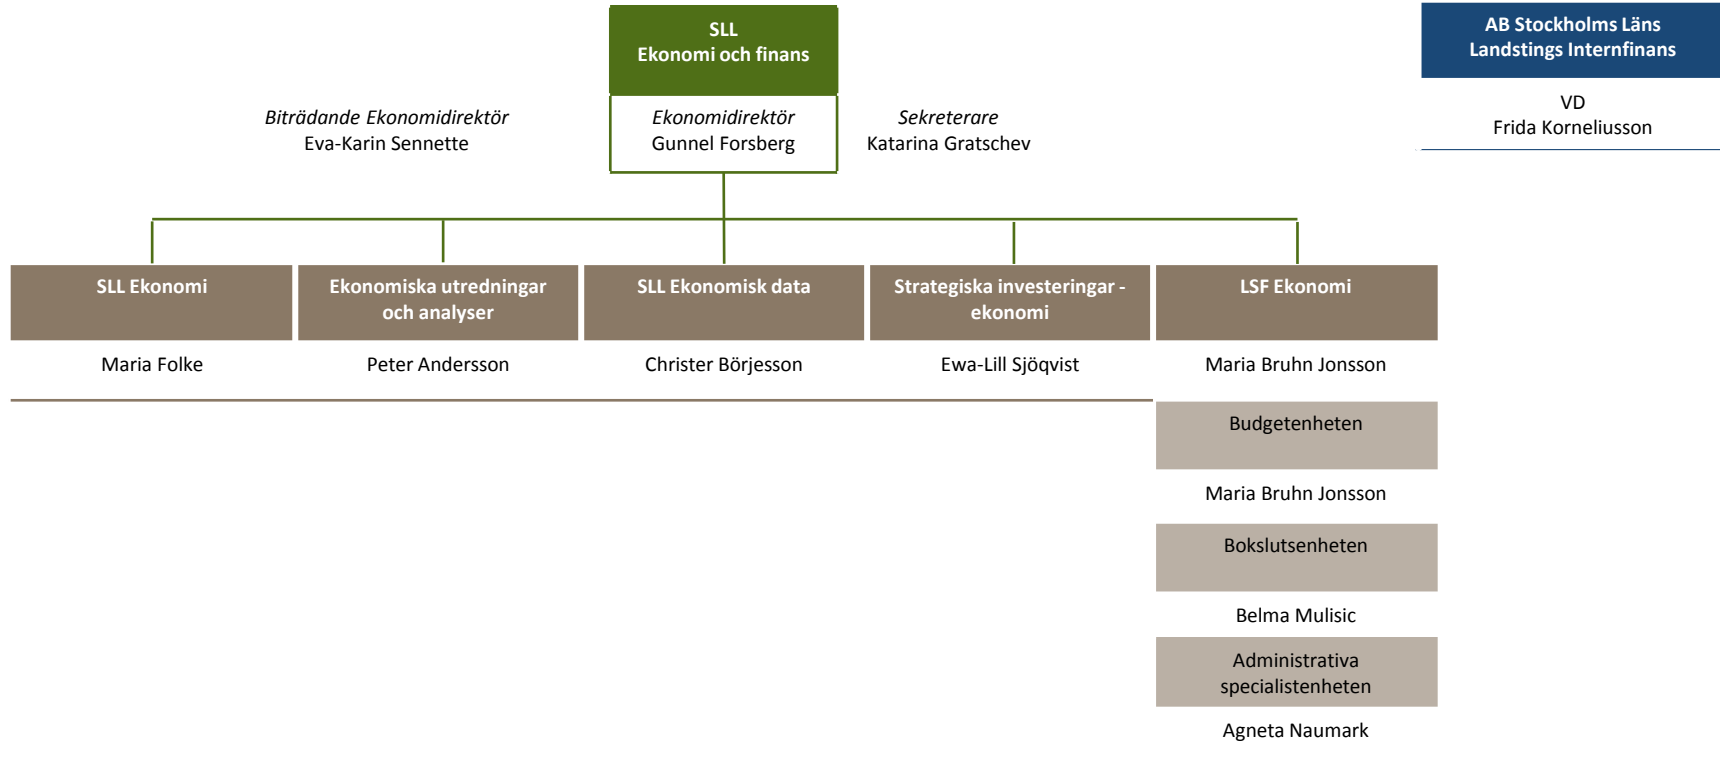 SLL
Ekonomi och finans
AB Stockholms Läns
Landstings Internfinans
VD
Frida Korneliusson
Biträdande Ekonomidirektör
Eva-Karin Sennette
Ekonomidirektör
Gunnel Forsberg
Sekreterare
Katarina Gratschev
SLL Ekonomi
Maria Folke
Ekonomiska utredningar
och analyser
Peter Andersson
SLL Ekonomisk data
Christer Börjesson
Strategiska investeringar -
ekonomi
Ewa-Lill Sjöqvist
LSF Ekonomi
Maria Bruhn Jonsson
Budgetenheten
Maria Bruhn Jonsson
Bokslutsenheten
Belma Mulisic
Administrativa
specialistenheten
Agneta Naumark